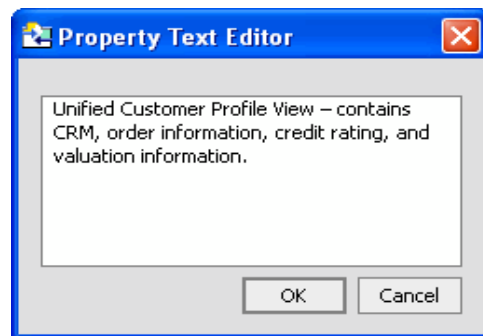 Property Text Editor
Unified Customer Profile View – contains
CRM, order information, credit rating, and
valuation information.
OK
Cancel